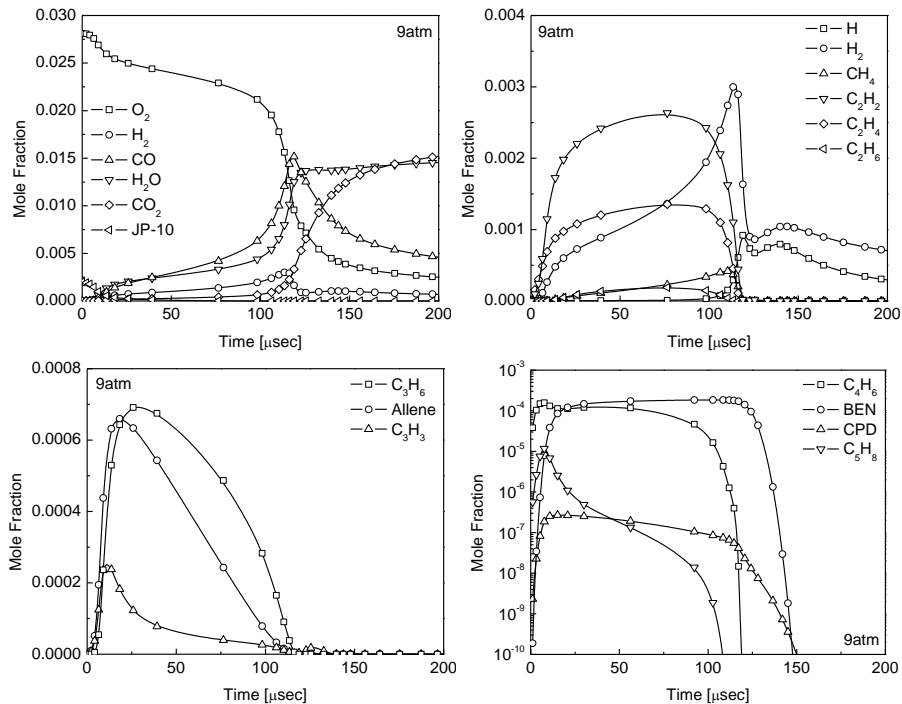 9atm
0.030
0.025
0.020
0.015
0.010
0.005
0.000
Mole Fraction
O₂
H₂
CO
H₂O
CO₂
JP-10
0 50 100 150 200
Time [μsec]
9atm
0.004
0.003
0.002
0.001
0.000
Mole Fraction
H
H₂
CH₄
C₂H₂
C₂H₄
C₂H₆
0 50 100 150 200
Time [μsec]
9atm
0.0008
0.0006
0.0004
0.0002
0.0000
Mole Fraction
C₃H₆
Allene
C₃H₃
0 50 100 150 200
Time [μsec]
10⁻³
10⁻⁴
10⁻⁵
10⁻⁶
10⁻⁷
10⁻⁸
10⁻⁹
10⁻¹⁰
Mole Fraction
C₄H₆
BEN
CPD
C₅H₈
9atm
0 50 100 150 200
Time [μsec]